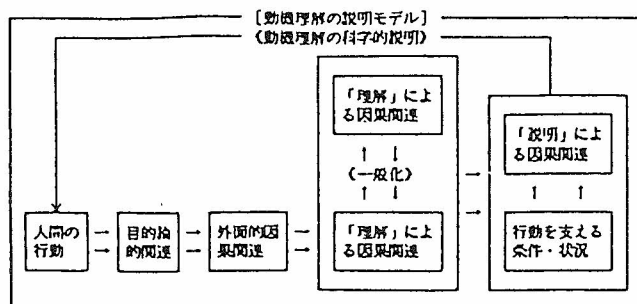 [動機理解の説明モデル]
《動機理解の科学的説明》
「理解」によ
る因果関連
↑ ↓
《一般化》
↑ ↓
「理解」によ
る因果関連
「説明」によ
る因果関連
↑ ↑
行動を支える
条件・状況
人間の
行動
→
→
目的論
的関連
→
→
外面的因
果関連
→
→
→
→